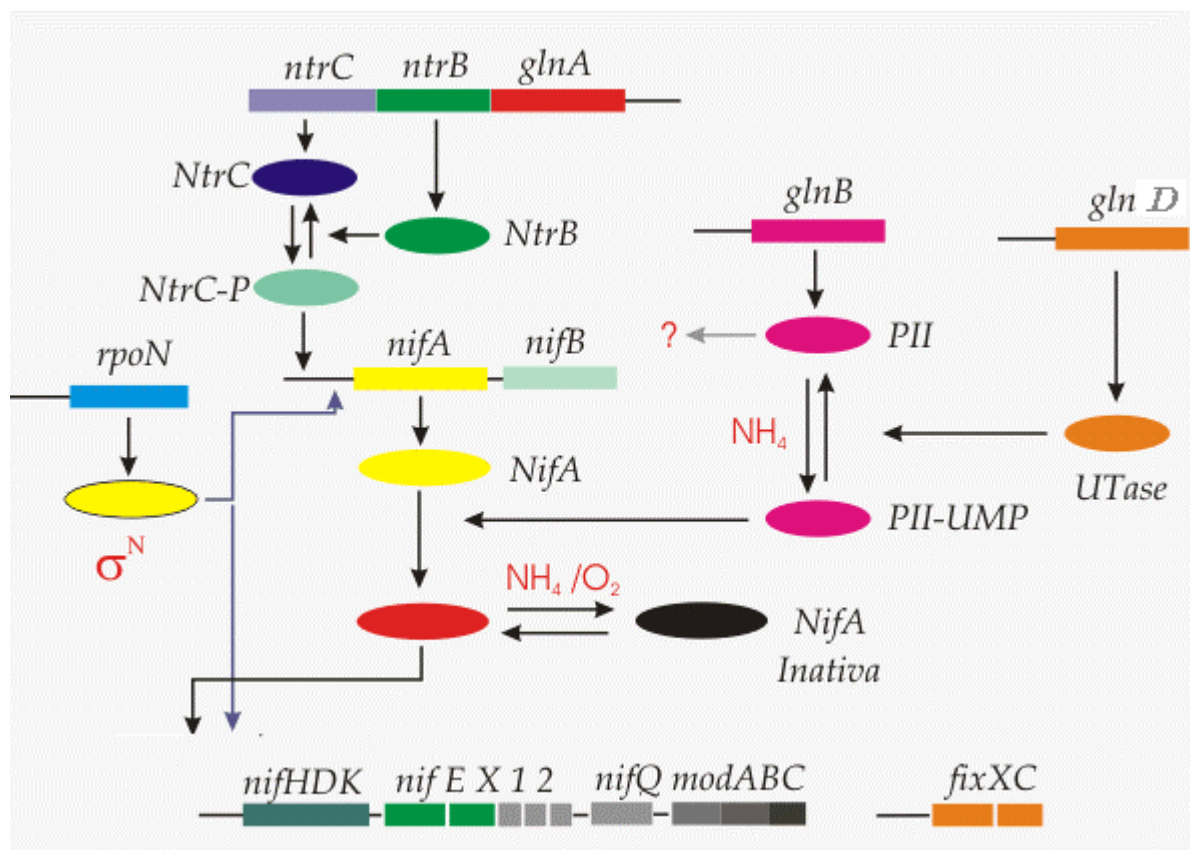 ntrC ntrB glnA
NtrC
glnB
gln D
NtrB
NtrC-P
? PII
rpoN nifA nifB
NH₄
NifA
UTase
PII-UMP
σᴺ
NH₄ /O₂
NifA
Inativa
nifHDK nif E X 1 2 nifQ modABC fixXC